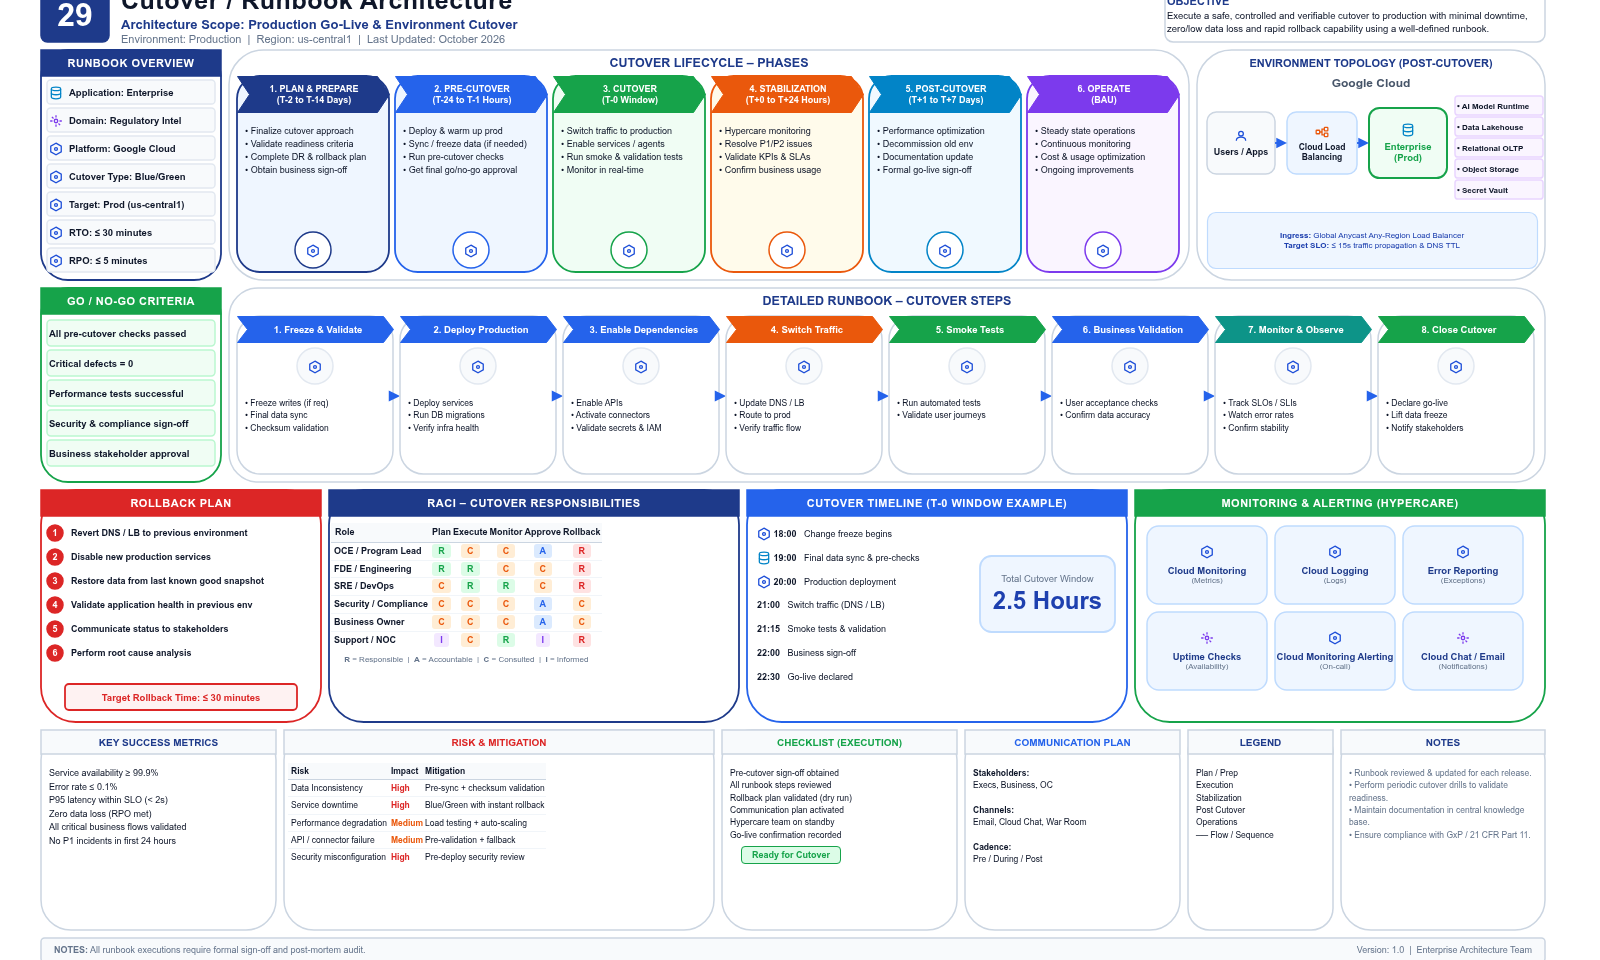 29
Cutover / Runbook Architecture
Architecture Scope: Production Go-Live & Environment Cutover
Environment: Production | Region: us-central1 | Last Updated: October 2026
OBJECTIVE
Execute a safe, controlled and verifiable cutover to production with minimal downtime,
zero/low data loss and rapid rollback capability using a well-defined runbook.
RUNBOOK OVERVIEW
Application: Enterprise
Domain: Regulatory Intel
Platform: Google Cloud
Cutover Type: Blue/Green
Target: Prod (us-central1)
RTO: ≤ 30 minutes
RPO: ≤ 5 minutes
CUTOVER LIFECYCLE – PHASES
1. PLAN & PREPARE
(T-2 to T-14 Days)
• Finalize cutover approach
• Validate readiness criteria
• Complete DR & rollback plan
• Obtain business sign-off
2. PRE-CUTOVER
(T-24 to T-1 Hours)
• Deploy & warm up prod
• Sync / freeze data (if needed)
• Run pre-cutover checks
• Get final go/no-go approval
3. CUTOVER
(T-0 Window)
• Switch traffic to production
• Enable services / agents
• Run smoke & validation tests
• Monitor in real-time
4. STABILIZATION
(T+0 to T+24 Hours)
• Hypercare monitoring
• Resolve P1/P2 issues
• Validate KPIs & SLAs
• Confirm business usage
5. POST-CUTOVER
(T+1 to T+7 Days)
• Performance optimization
• Decommission old env
• Documentation update
• Formal go-live sign-off
6. OPERATE
(BAU)
• Steady state operations
• Continuous monitoring
• Cost & usage optimization
• Ongoing improvements
ENVIRONMENT TOPOLOGY (POST-CUTOVER)
Google Cloud
Users / Apps
Cloud Load
Balancing
Enterprise
(Prod)
• AI Model Runtime
• Data Lakehouse
• Relational OLTP
• Object Storage
• Secret Vault
Ingress: Global Anycast Any-Region Load Balancer
Target SLO: ≤ 15s traffic propagation & DNS TTL
GO / NO-GO CRITERIA
All pre-cutover checks passed
Critical defects = 0
Performance tests successful
Security & compliance sign-off
Business stakeholder approval
DETAILED RUNBOOK – CUTOVER STEPS
1. Freeze & Validate
• Freeze writes (if req)
• Final data sync
• Checksum validation
2. Deploy Production
• Deploy services
• Run DB migrations
• Verify infra health
3. Enable Dependencies
• Enable APIs
• Activate connectors
• Validate secrets & IAM
4. Switch Traffic
• Update DNS / LB
• Route to prod
• Verify traffic flow
5. Smoke Tests
• Run automated tests
• Validate user journeys
6. Business Validation
• User acceptance checks
• Confirm data accuracy
7. Monitor & Observe
• Track SLOs / SLIs
• Watch error rates
• Confirm stability
8. Close Cutover
• Declare go-live
• Lift data freeze
• Notify stakeholders
ROLLBACK PLAN
1 Revert DNS / LB to previous environment
2 Disable new production services
3 Restore data from last known good snapshot
4 Validate application health in previous env
5 Communicate status to stakeholders
6 Perform root cause analysis
Target Rollback Time: ≤ 30 minutes
RACI – CUTOVER RESPONSIBILITIES
Role Plan Execute Monitor Approve Rollback
OCE / Program Lead R C C A R
FDE / Engineering R R C C R
SRE / DevOps C R R C R
Security / Compliance C C C A C
Business Owner C C C A C
Support / NOC I C R I R
R = Responsible | A = Accountable | C = Consulted | I = Informed
CUTOVER TIMELINE (T-0 WINDOW EXAMPLE)
18:00 Change freeze begins
19:00 Final data sync & pre-checks
20:00 Production deployment
21:00 Switch traffic (DNS / LB)
21:15 Smoke tests & validation
22:00 Business sign-off
22:30 Go-live declared
Total Cutover Window
2.5 Hours
MONITORING & ALERTING (HYPERCARE)
Cloud Monitoring
(Metrics)
Cloud Logging
(Logs)
Error Reporting
(Exceptions)
Uptime Checks
(Availability)
Cloud Monitoring Alerting
(On-call)
Cloud Chat / Email
(Notifications)
KEY SUCCESS METRICS
Service availability ≥ 99.9%
Error rate ≤ 0.1%
P95 latency within SLO (< 2s)
Zero data loss (RPO met)
All critical business flows validated
No P1 incidents in first 24 hours
RISK & MITIGATION
Risk Impact Mitigation
Data Inconsistency High Pre-sync + checksum validation
Service downtime High Blue/Green with instant rollback
Performance degradation Medium Load testing + auto-scaling
API / connector failure Medium Pre-validation + fallback
Security misconfiguration High Pre-deploy security review
CHECKLIST (EXECUTION)
Pre-cutover sign-off obtained
All runbook steps reviewed
Rollback plan validated (dry run)
Communication plan activated
Hypercare team on standby
Go-live confirmation recorded
Ready for Cutover
COMMUNICATION PLAN
Stakeholders:
Execs, Business, OC
Channels:
Email, Cloud Chat, War Room
Cadence:
Pre / During / Post
LEGEND
Plan / Prep
Execution
Stabilization
Post Cutover
Operations
── Flow / Sequence
NOTES
• Runbook reviewed & updated for each release.
• Perform periodic cutover drills to validate
readiness.
• Maintain documentation in central knowledge
base.
• Ensure compliance with GxP / 21 CFR Part 11.
NOTES: All runbook executions require formal sign-off and post-mortem audit.
Version: 1.0 | Enterprise Architecture Team